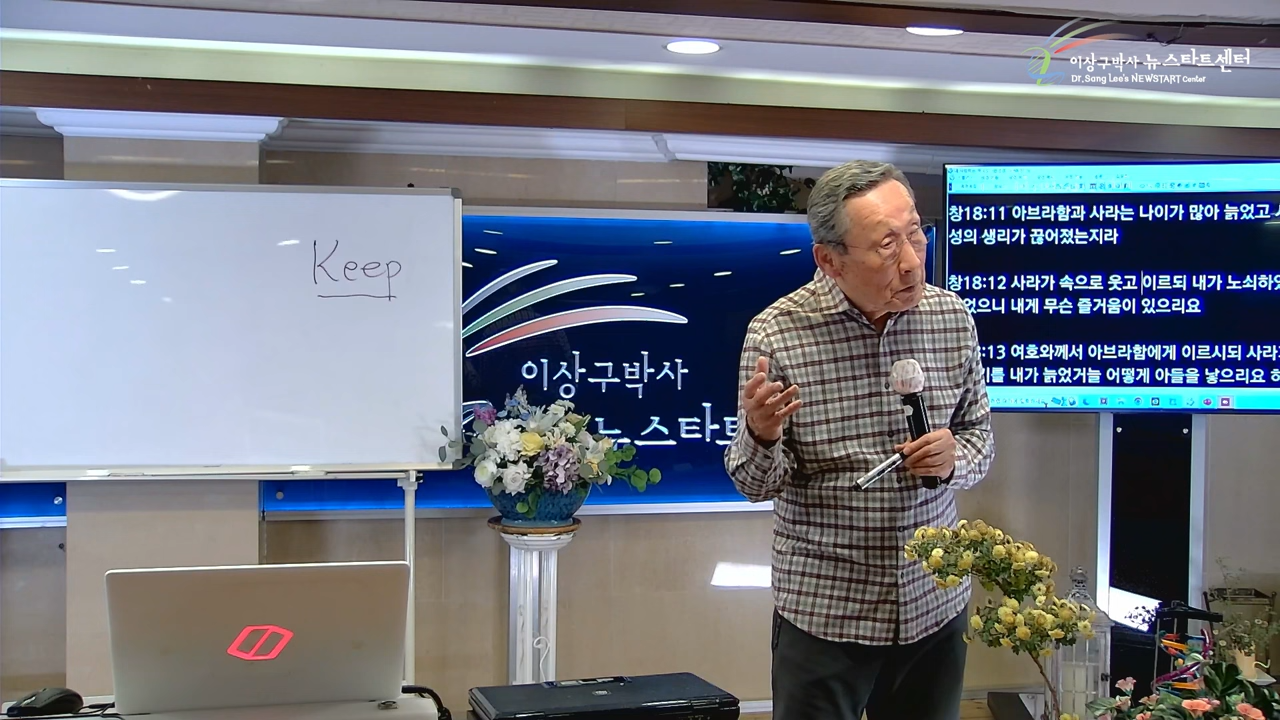 이상구박사 뉴스타트센터
Dr. Sang Lee's NEWSTART Center
Keep
이상구박사
뉴스타트
창18:11 아브라함과 사라는 나이가 많아 늙었고
성의 생리가 끊어졌는지라
창18:12 사라가 속으로 웃고 이르되 내가
었으니 내게 무슨 즐거움이 있으리요
:13 여호와께서 아브라함에게 이르시되
를 내가 늙었거늘 어떻게 아들을 낳으리요